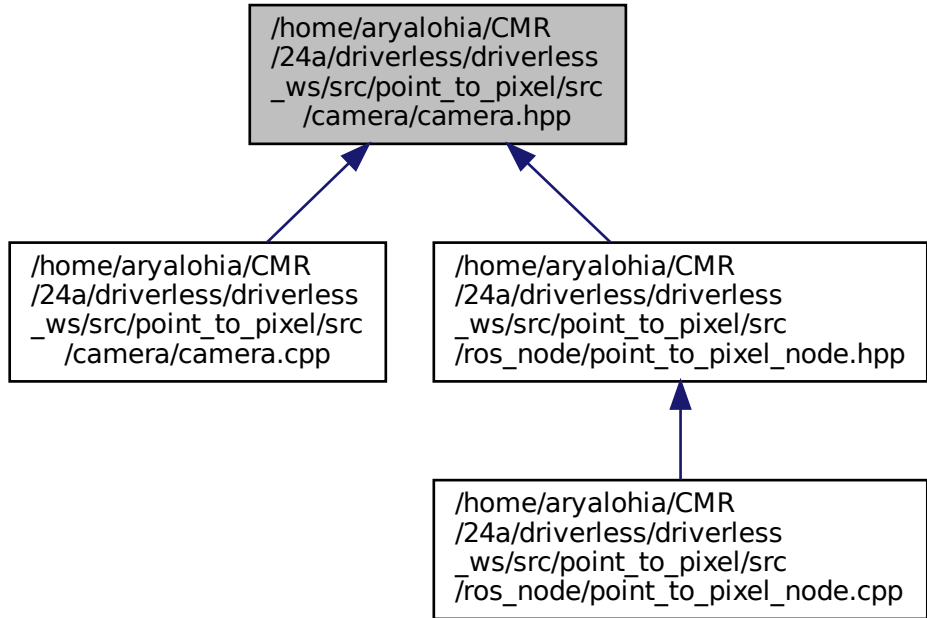 /home/aryalohia/CMR
/24a/driverless/driverless
_ws/src/point_to_pixel/src
/camera/camera.hpp
/home/aryalohia/CMR
/24a/driverless/driverless
_ws/src/point_to_pixel/src
/camera/camera.cpp
/home/aryalohia/CMR
/24a/driverless/driverless
_ws/src/point_to_pixel/src
/ros_node/point_to_pixel_node.hpp
/home/aryalohia/CMR
/24a/driverless/driverless
_ws/src/point_to_pixel/src
/ros_node/point_to_pixel_node.cpp